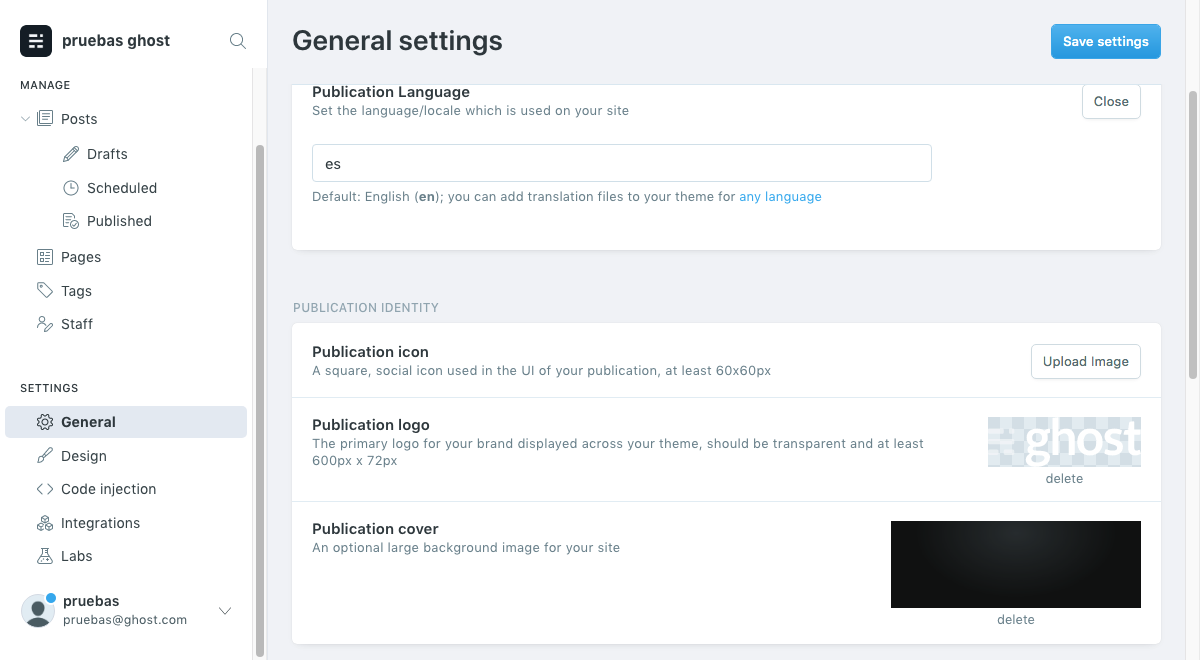 pruebas ghost
MANAGE
Posts
Drafts
Scheduled
Published
Pages
Tags
Staff
SETTINGS
General
Design
Code injection
Integrations
Labs
pruebas
pruebas@ghost.com
General settings
Save settings
Publication Language
Set the language/locale which is used on your site
Close
es
Default: English (en); you can add translation files to your theme for any language
PUBLICATION IDENTITY
Publication icon
A square, social icon used in the UI of your publication, at least 60x60px
Upload Image
Publication logo
The primary logo for your brand displayed across your theme, should be transparent and at least
600px x 72px
ghost
delete
Publication cover
An optional large background image for your site
delete